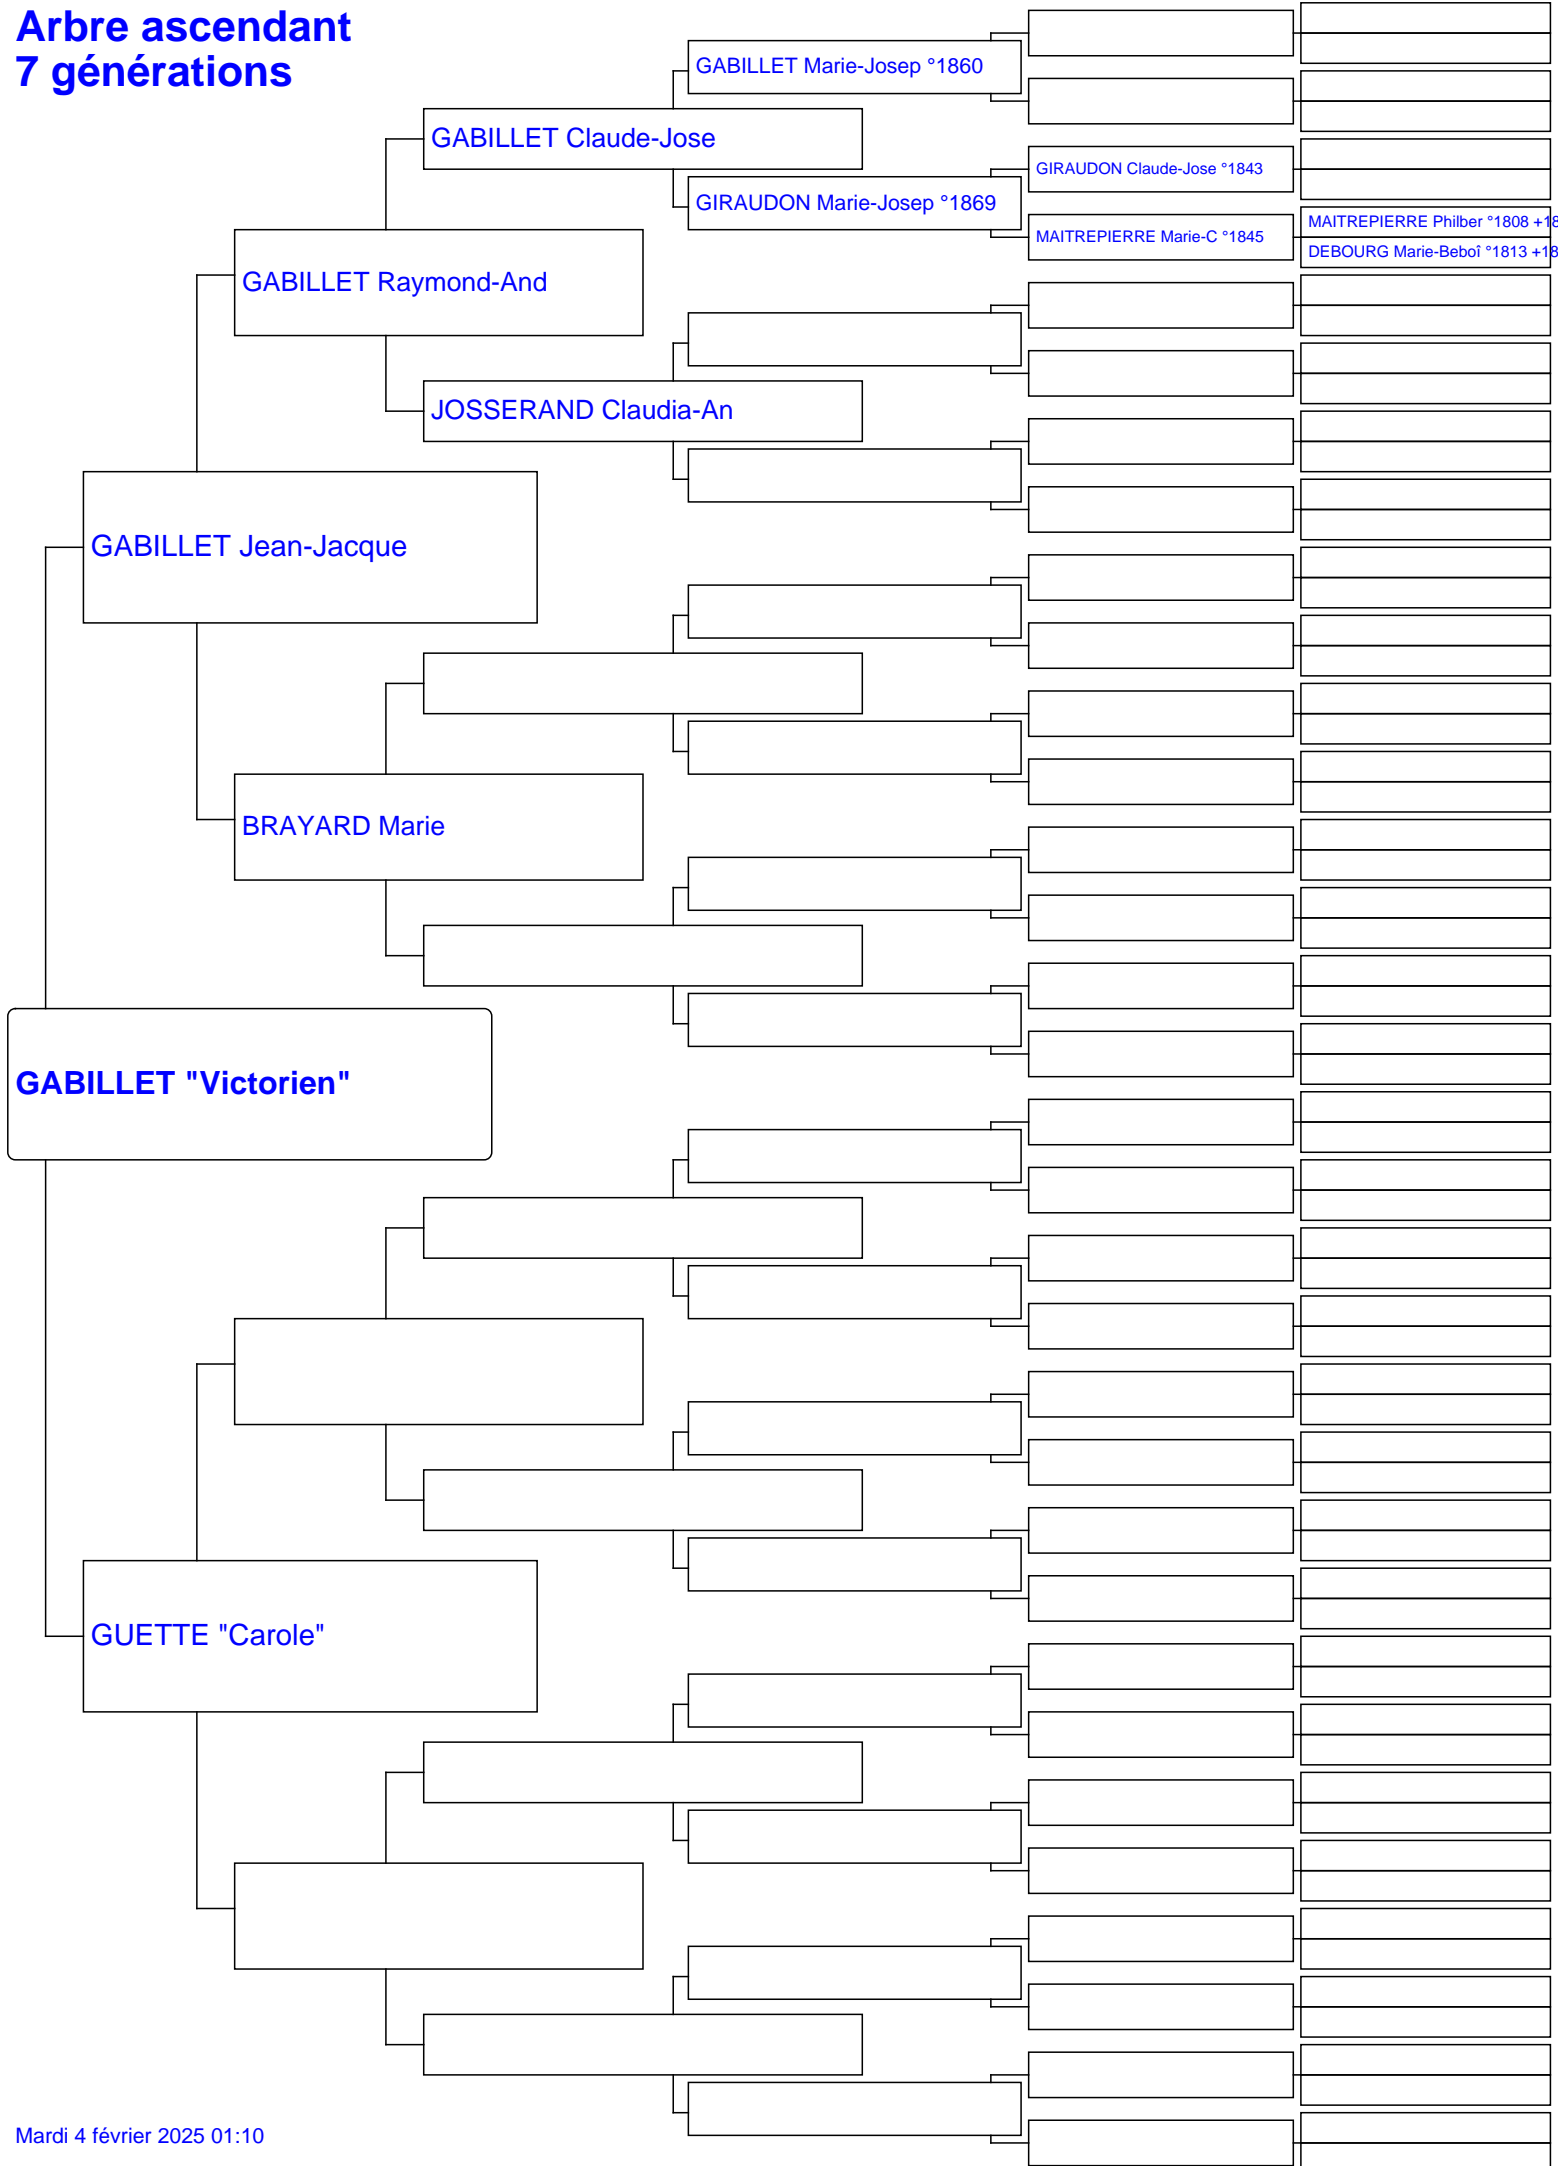 Arbre ascendant
7 générations
GABILLET Marie-Josep °1860
GABILLET Claude-Jose
GIRAUDON Claude-Jose °1843
GIRAUDON Marie-Josep °1869
MAITREPIERRE Philber °1808 +18
MAITREPIERRE Marie-C °1845
DEBOURG Marie-Beboî °1813 +18
GABILLET Raymond-And
JOSSERAND Claudia-An
GABILLET Jean-Jacque
BRAYARD Marie
GABILLET "Victorien"
GUETTE "Carole"
Mardi 4 février 2025 01:10